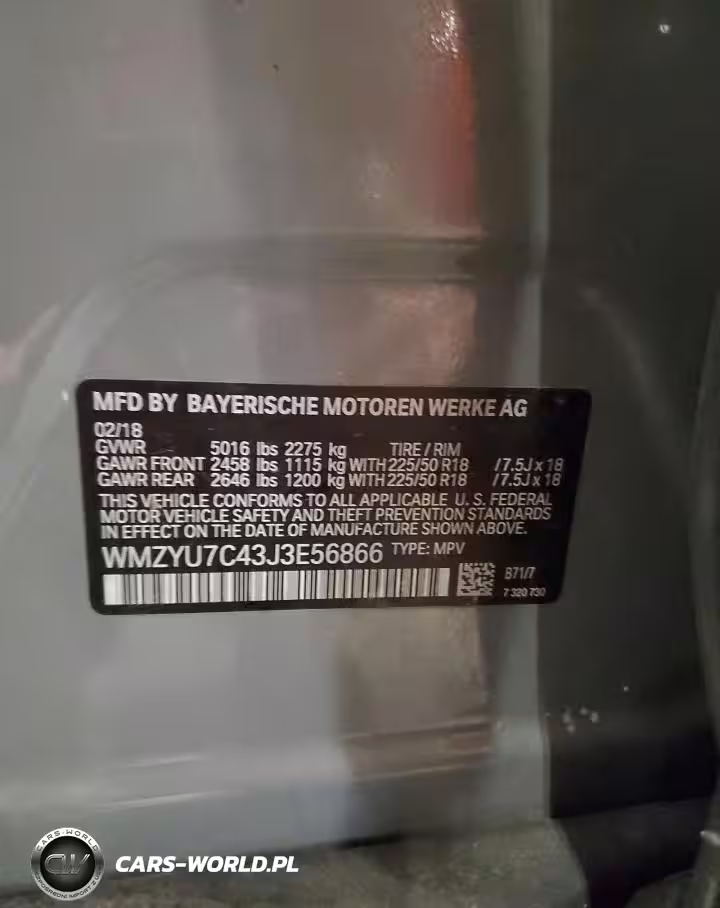 MFD BY BAYERISCHE MOTOREN WERKE AG
02/18
GVWR 5016 lbs 2275 kg TIRE / RIM
GAWR FRONT 2458 lbs 1115 kg WITH 225/50 R18 / 7.5J x 18
GAWR REAR 2646 lbs 1200 kg WITH 225/50 R18 / 7.5J x 18
THIS VEHICLE CONFORMS TO ALL APPLICABLE U. S. FEDERAL
MOTOR VEHICLE SAFETY AND THEFT PREVENTION STANDARDS
IN EFFECT ON THE DATE OF MANUFACTURE SHOWN ABOVE.
WMZYU7C43J3E56866 TYPE: MPV
B71/7
7 320 730
CARS-WORLD
CW
CARS-WORLD.PL